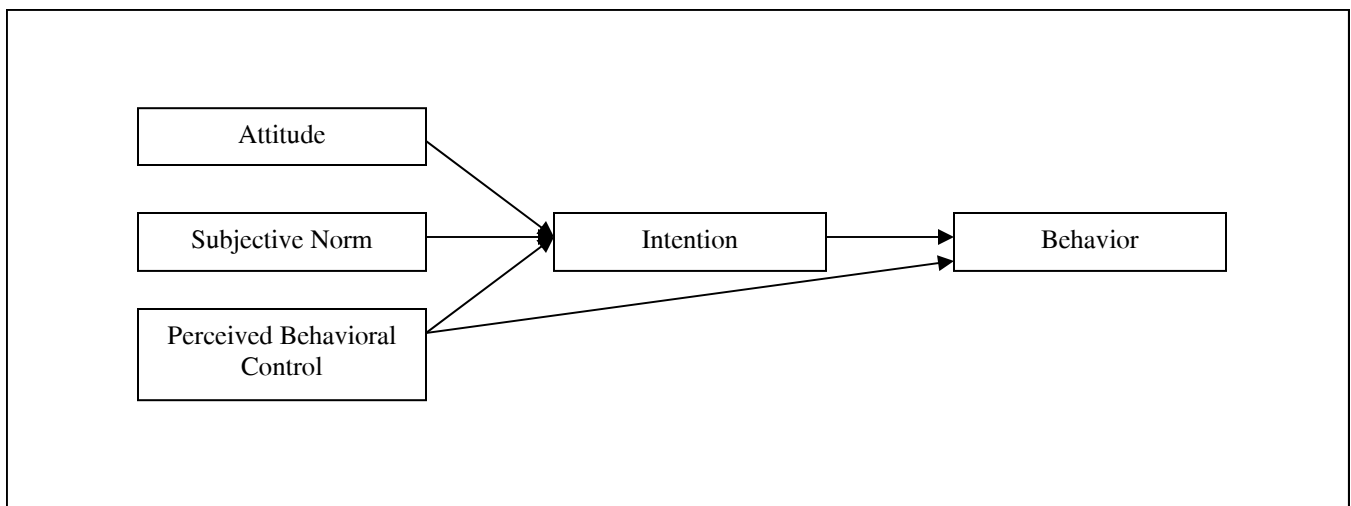 Attitude
Subjective Norm
Intention
Behavior
Perceived Behavioral
Control